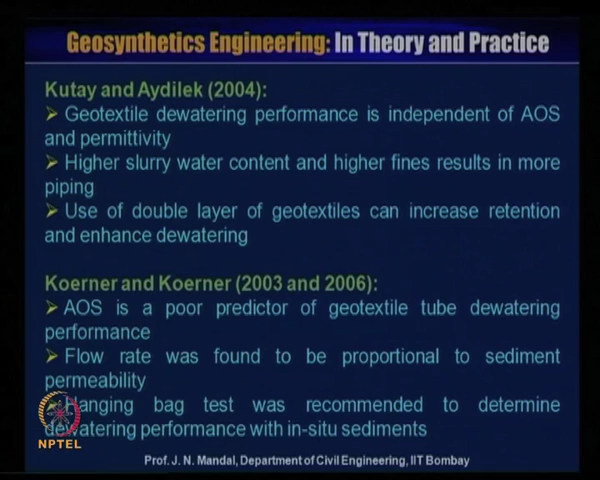 Geosynthetics Engineering: In Theory and Practice
Kutay and Aydilek (2004):
➢ Geotextile dewatering performance is independent of AOS
and permittivity
➢ Higher slurry water content and higher fines results in more
piping
➢ Use of double layer of geotextiles can increase retention
and enhance dewatering
Koerner and Koerner (2003 and 2006):
➢ AOS is a poor predictor of geotextile tube dewatering
performance
➢ Flow rate was found to be proportional to sediment
permeability
➢ Hanging bag test was recommended to determine
dewatering performance with in-situ sediments
NPTEL
Prof. J. N. Mandal, Department of Civil Engineering, IIT Bombay